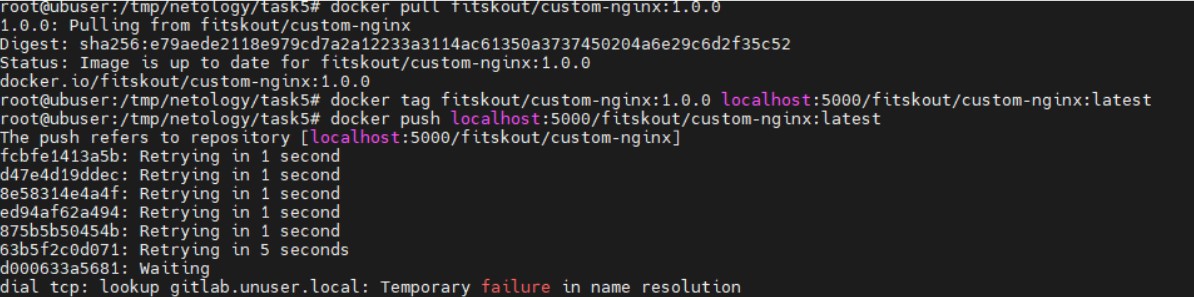 root@ubuser:/tmp/netology/task5# docker pull fitskout/custom-nginx:1.0.0
1.0.0: Pulling from fitskout/custom-nginx
Digest: sha256:e79aede2118e979cd7a2a12233a3114ac61350a3737450204a6e29c6d2f35c52
Status: Image is up to date for fitskout/custom-nginx:1.0.0
docker.io/fitskout/custom-nginx:1.0.0
root@ubuser:/tmp/netology/task5# docker tag fitskout/custom-nginx:1.0.0 localhost:5000/fitskout/custom-nginx:latest
root@ubuser:/tmp/netology/task5# docker push localhost:5000/fitskout/custom-nginx:latest
The push refers to repository [localhost:5000/fitskout/custom-nginx]
fcbfe1413a5b: Retrying in 1 second
d47e4d19ddec: Retrying in 1 second
8e58314e4a4f: Retrying in 1 second
ed94af62a494: Retrying in 1 second
875b5b50454b: Retrying in 1 second
63b5f2c0d071: Retrying in 5 seconds
d000633a5681: Waiting
dial tcp: lookup gitlab.unuser.local: Temporary failure in name resolution